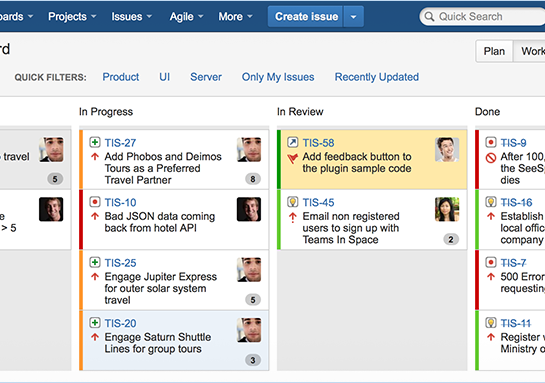 oards Projects Issues Agile More Create issue Quick Search
rd
Plan Work
QUICK FILTERS: Product UI Server Only My Issues Recently Updated
In Progress
In Review
Done
travel
5
e
> 5
TIS-27
Add Phobos and Deimos
Tours as a Preferred
Travel Partner
8
TIS-10
Bad JSON data coming
back from hotel API
TIS-25
Engage Jupiter Express
for outer solar system
travel
5
TIS-20
Engage Saturn Shuttle
Lines for group tours
3
TIS-58
Add feedback button to
the plugin sample code
TIS-45
Email non registered
users to sign up with
Teams In Space
2
TIS-9
After 100,
the SeeSp
dies
TIS-16
Establish
local offic
company
TIS-7
500 Error
requesting
TIS-11
Register v
Ministry o